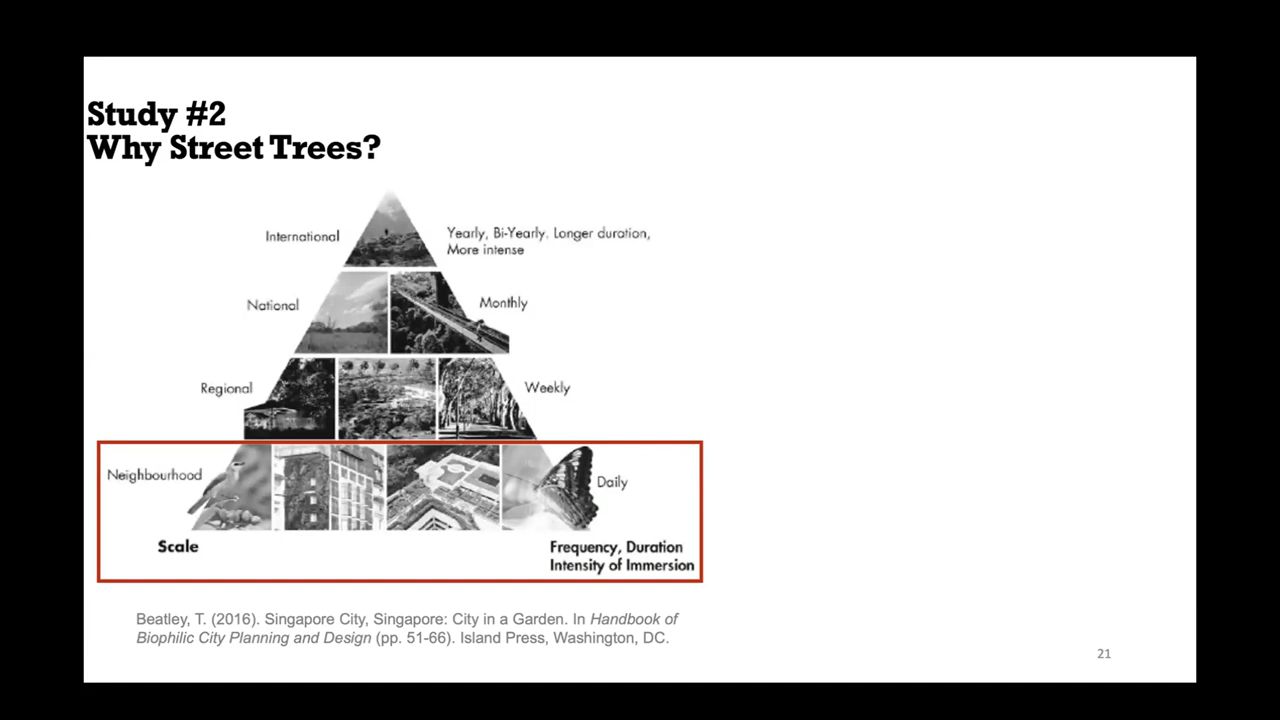 Study #2
Why Street Trees?
International
Yearly, Bi-Yearly. Longer duration,
More intense
National
Monthly
Regional
Weekly
Neighbourhood
Daily
Scale
Frequency, Duration
Intensity of Immersion
Beatley, T. (2016). Singapore City, Singapore: City in a Garden. In Handbook of
Biophilic City Planning and Design (pp. 51-66). Island Press, Washington, DC.
21